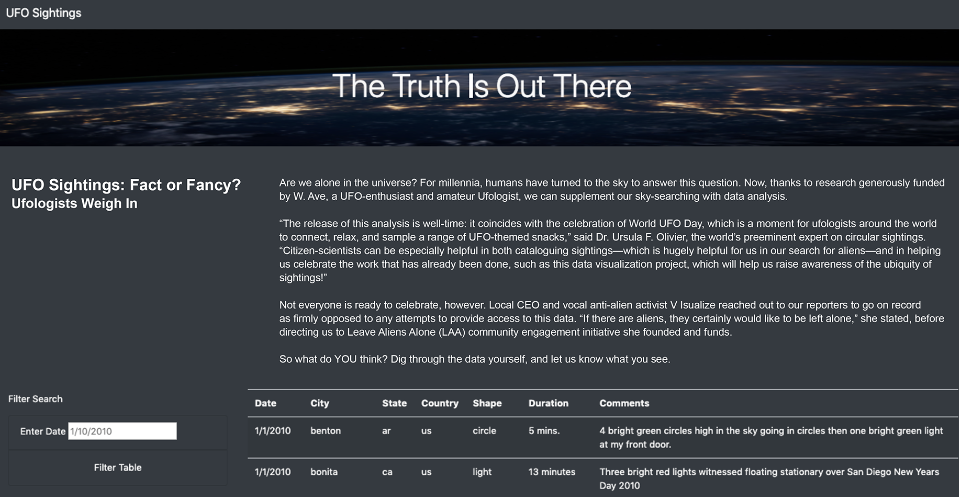 UFO Sightings
The Truth Is Out There
UFO Sightings: Fact or Fancy?
Ufologists Weigh In
Are we alone in the universe? For millennia, humans have turned to the sky to answer this question. Now, thanks to research generously funded
by W. Ave, a UFO-enthusiast and amateur Ufologist, we can supplement our sky-searching with data analysis.
“The release of this analysis is well-time: it coincides with the celebration of World UFO Day, which is a moment for ufologists around the world
to connect, relax, and sample a range of UFO-themed snacks,” said Dr. Ursula F. Olivier, the world's preeminent expert on circular sightings.
“Citizen-scientists can be especially helpful in both cataloguing sightings—which is hugely helpful for us in our search for aliens—and in helping
us celebrate the work that has already been done, such as this data visualization project, which will help us raise awareness of the ubiquity of
sightings!”
Not everyone is ready to celebrate, however. Local CEO and vocal anti-alien activist V Isualize reached out to our reporters to go on record
as firmly opposed to any attempts to provide access to this data. “If there are aliens, they certainly would like to be left alone,” she stated, before
directing us to Leave Aliens Alone (LAA) community engagement initiative she founded and funds.
So what do YOU think? Dig through the data yourself, and let us know what you see.
Filter Search
Enter Date 1/10/2010
Filter Table
Date City State Country Shape Duration Comments
1/1/2010 benton ar us circle 5 mins. 4 bright green circles high in the sky going in circles then one bright green light
at my front door.
1/1/2010 bonita ca us light 13 minutes Three bright red lights witnessed floating stationary over San Diego New Years
Day 2010